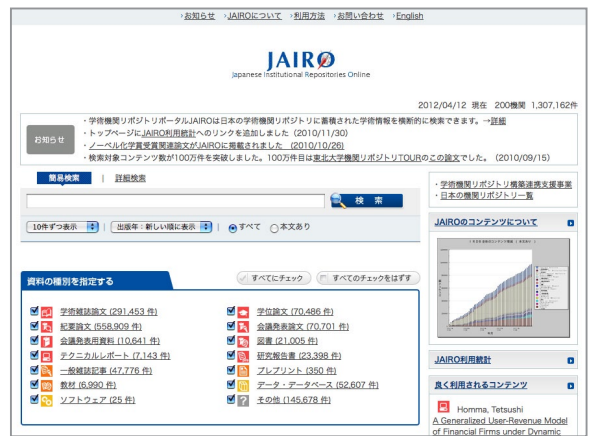 ›お知らせ ›JAIROについて ›利用方法 ›お問い合わせ ›English
JAIRO
Japanese Institutional Repositories Online
2012/04/12 現在 200機関 1,307,162件
お知らせ
・学術機関リポジトリポータルJAIROは日本の学術機関リポジトリに蓄積された学術情報を横断的に検索できます。→詳細
・トップページにJAIRO利用統計へのリンクを追加しました (2010/11/30)
・ノーベル化学賞受賞関連論文がJAIROに掲載されました (2010/10/26)
・検索対象コンテンツ数が100万件を突破しました。100万件目は東北大学機関リポジトリTOURのこの論文でした。 (2010/09/15)
簡易検索 | 詳細検索
検 索
10件ずつ表示 | 出版年：新しい順に表示 | すべて 本文あり
資料の種別を指定する すべてにチェック すべてのチェックをはずす
学術雑誌論文 (291,453 件) 学位論文 (70,486 件)
紀要論文 (558,909 件) 会議発表論文 (70,701 件)
会議発表用資料 (10,641 件) 図書 (21,005 件)
テクニカルレポート (7,143 件) 研究報告書 (23,398 件)
一般雑誌記事 (47,776 件) プレプリント (350 件)
教材 (6,990 件) データ・データベース (52,607 件)
ソフトウェア (25 件) その他 (145,678 件)
・学術機関リポジトリ構築連携支援事業
・日本の機関リポジトリ一覧
JAIROのコンテンツについて
JAIRO利用統計
良く利用されるコンテンツ
Homma, Tetsushi
A Generalized User-Revenue Model
of Financial Firms under Dynamic